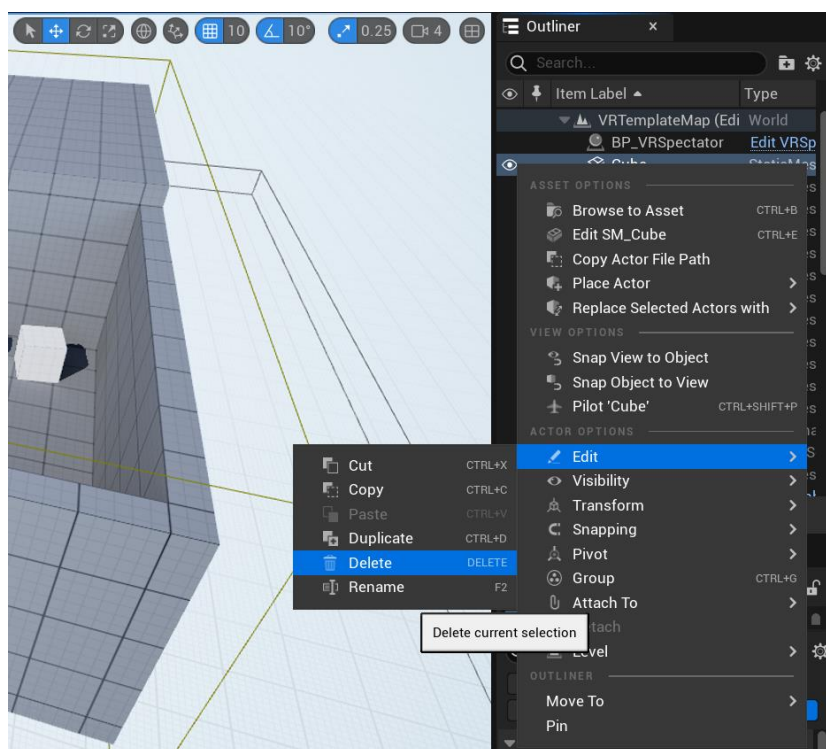 10
10°
0.25
4
Outliner
Search...
Item Label
Type
VRTemplateMap (Edi
World
BP_VRSpectator
Edit VRSp
Cube
StaticMes
ASSET OPTIONS
Browse to Asset
CTRL+B
Edit SM_Cube
CTRL+E
Copy Actor File Path
Place Actor
Replace Selected Actors with
VIEW OPTIONS
Snap View to Object
Snap Object to View
Pilot 'Cube'
CTRL+SHIFT+P
ACTOR OPTIONS
Edit
Visibility
Transform
Snapping
Pivot
Group
CTRL+G
Attach To
Level
OUTLINER
Move To
Pin
Cut
CTRL+X
Copy
CTRL+C
Paste
CTRL+V
Duplicate
CTRL+D
Delete
DELETE
Rename
F2
Delete current selection